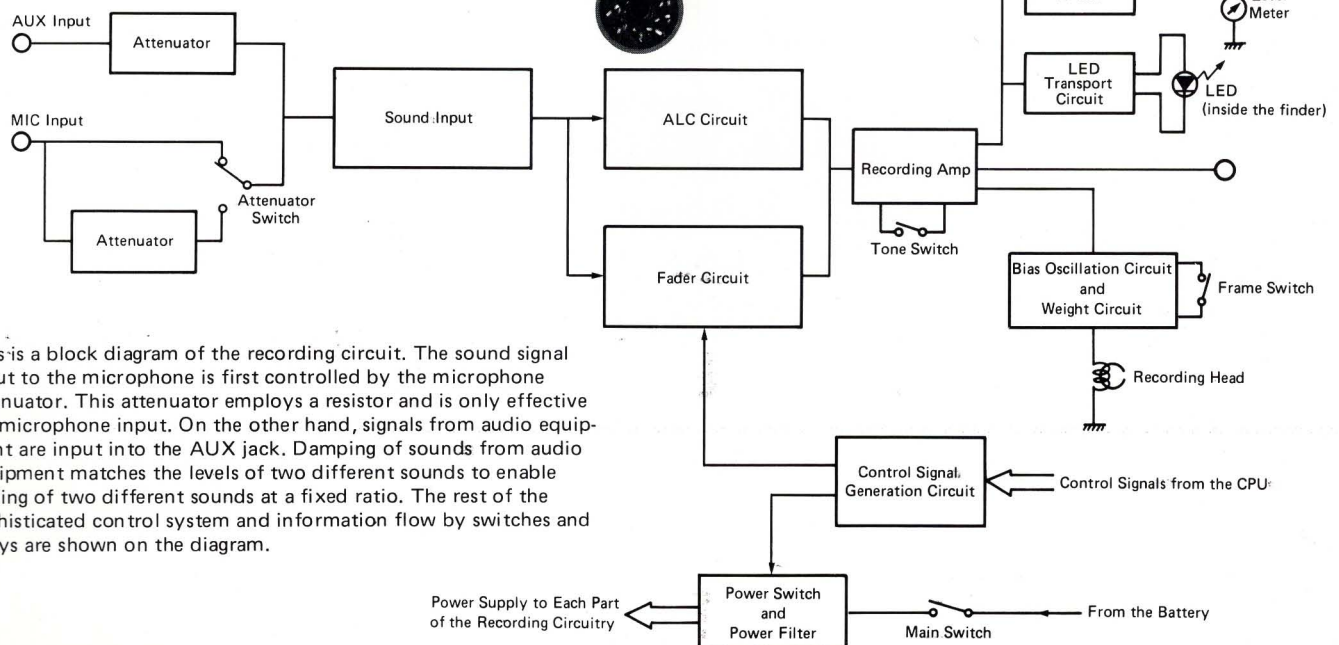 AUX Input
Attenuator
MIC Input
Attenuator
Switch
Attenuator
Sound Input
ALC Circuit
Fader Circuit
Recording Amp
Tone Switch
Meter
LED
Transport
Circuit
LED
(inside the finder)
Bias Oscillation Circuit
and
Weight Circuit
Frame Switch
Recording Head
s is a block diagram of the recording circuit. The sound signal
ut to the microphone is first controlled by the microphone
nuator. This attenuator employs a resistor and is only effective
microphone input. On the other hand, signals from audio equip-
nt are input into the AUX jack. Damping of sounds from audio
ipment matches the levels of two different sounds to enable
ing of two different sounds at a fixed ratio. The rest of the
histicated control system and information flow by switches and
ys are shown on the diagram.
Control Signal
Generation Circuit
Control Signals from the CPU
Power Supply to Each Part
of the Recording Circuitry
Power Switch
and
Power Filter
Main Switch
From the Battery